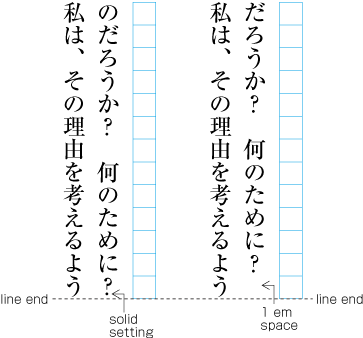 だろうか？　何のために？
私は、その理由を考えるよう
のだろうか？　何のために？
私は、その理由を考えるよう
line end
line end
solid
setting
1 em
space